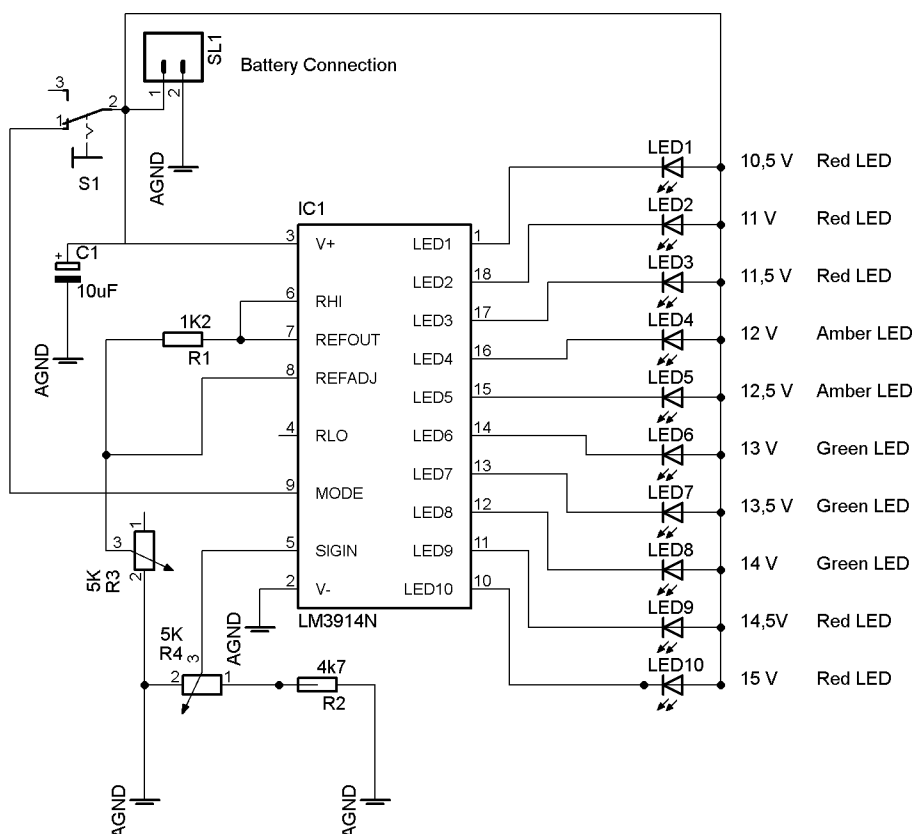 SL1
1
2
Battery Connection
AGND
3
2
1
S1
C1
+
10uF
AGND
IC1
3 V+
6 RHI
7 REFOUT
8 REFADJ
4 RLO
9 MODE
5 SIGIN
2 V-
LM3914N
AGND
LED1 1
LED2 18
LED3 17
LED4 16
LED5 15
LED6 14
LED7 13
LED8 12
LED9 11
LED10 10
1K2
R1
1
3
2
5K
R3
5K
R4
3
2
1
4k7
R2
AGND
AGND
LED1 10,5 V Red LED
LED2 11 V Red LED
LED3 11,5 V Red LED
LED4 12 V Amber LED
LED5 12,5 V Amber LED
LED6 13 V Green LED
LED7 13,5 V Green LED
LED8 14 V Green LED
LED9 14,5V Red LED
LED10 15 V Red LED